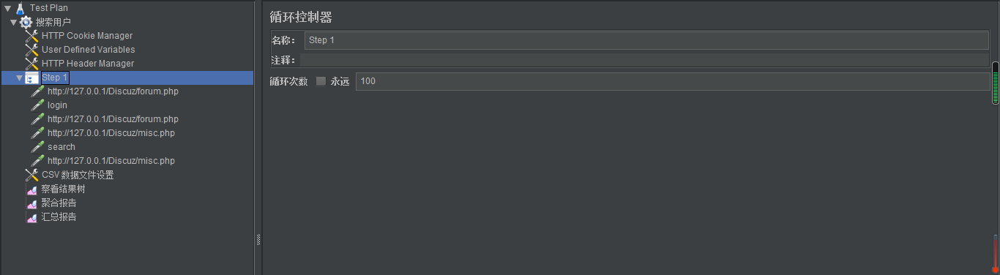 Test Plan
搜索用户
HTTP Cookie Manager
User Defined Variables
HTTP Header Manager
Step 1
http://127.0.0.1/Discuz/forum.php
login
http://127.0.0.1/Discuz/forum.php
http://127.0.0.1/Discuz/misc.php
search
http://127.0.0.1/Discuz/misc.php
CSV 数据文件设置
察看结果树
聚合报告
汇总报告
循环控制器
名称： Step 1
注释：
循环次数 永远 100